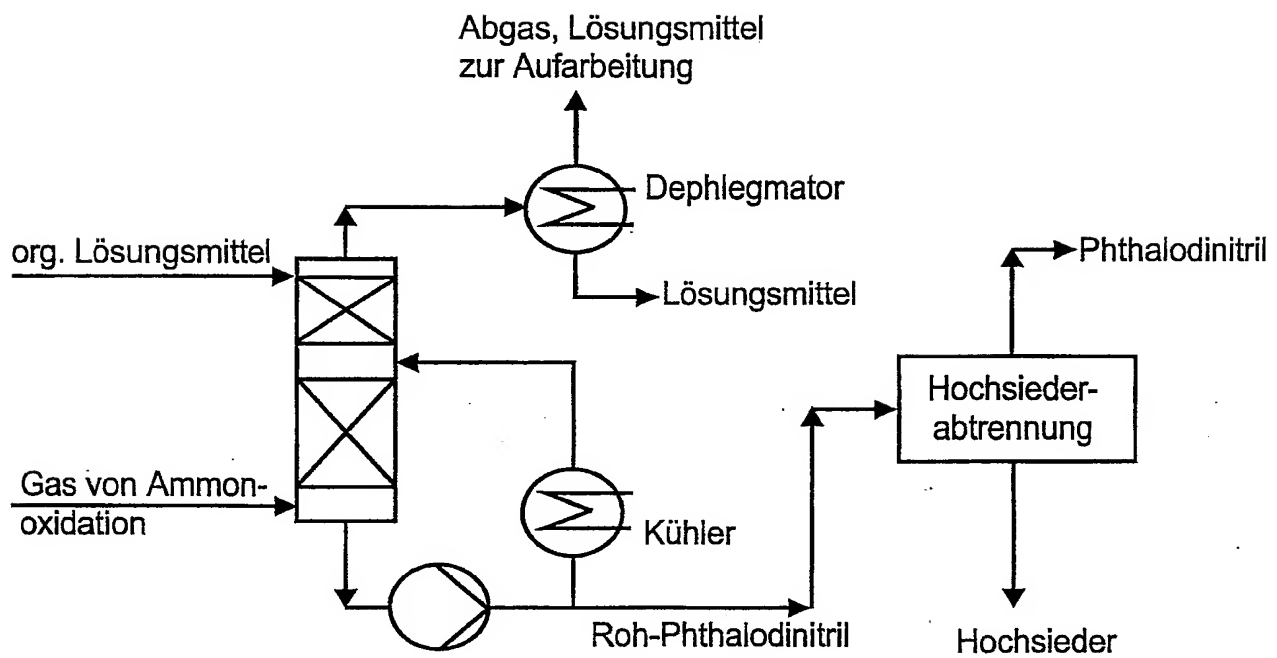 Abgas, Lösungsmittel
zur Aufarbeitung
Dephlegmator
org. Lösungsmittel
Phthalodinitril
Lösungsmittel
Hochsieder-
abtrennung
Gas von Ammon-
oxidation
Kühler
Roh-Phthalodinitril
Hochsieder